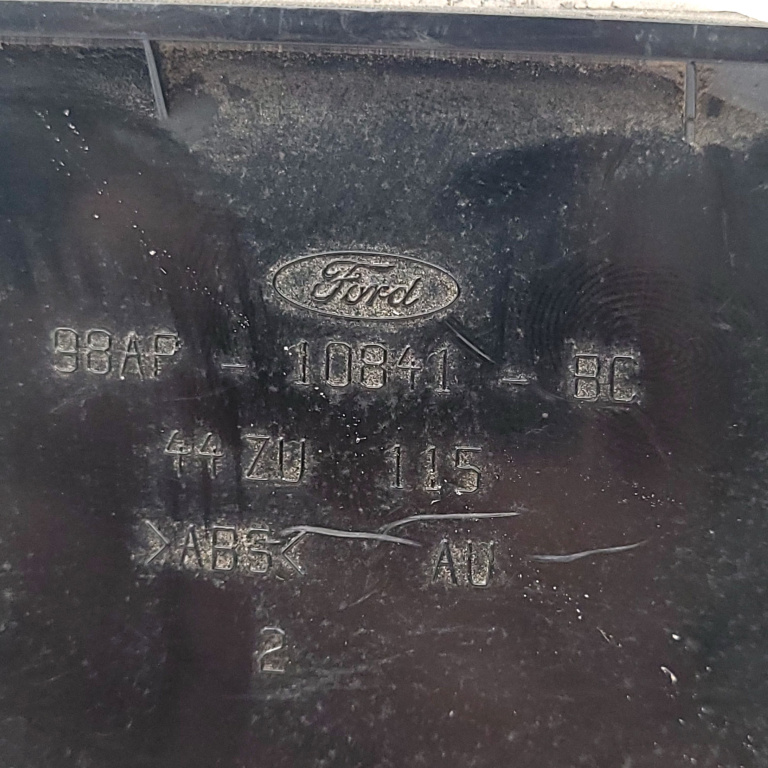 Ford
98AP - 10841 - BC
44 ZU 115
>ABS< AU
2